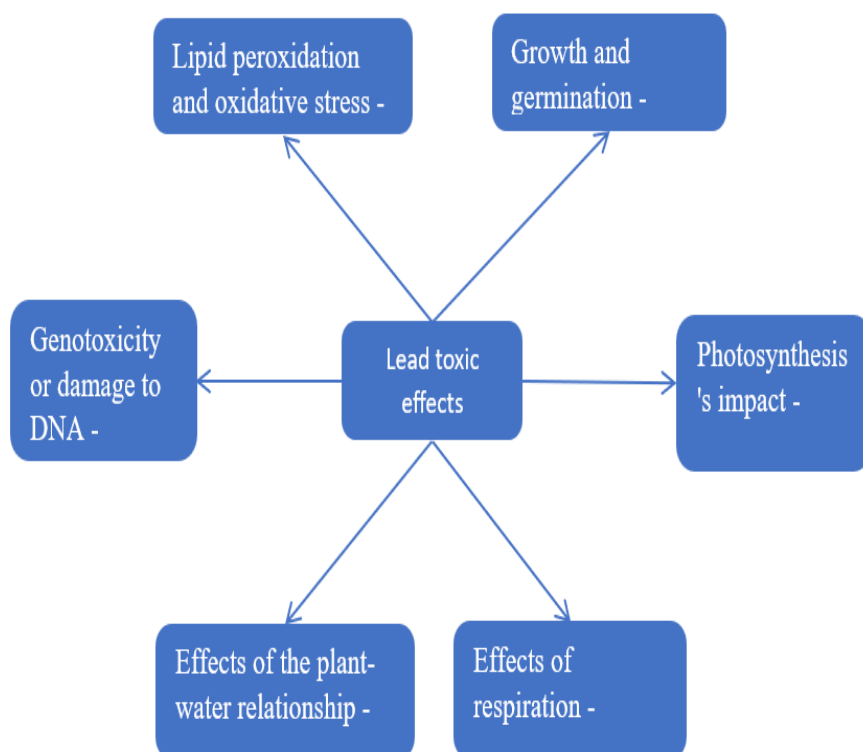 Lipid peroxidation
and oxidative stress -
Growth and
germination -
Genotoxicity
or damage to
DNA -
Lead toxic
effects
Photosynthesis
's impact -
Effects of the plant-
water relationship -
Effects of
respiration -